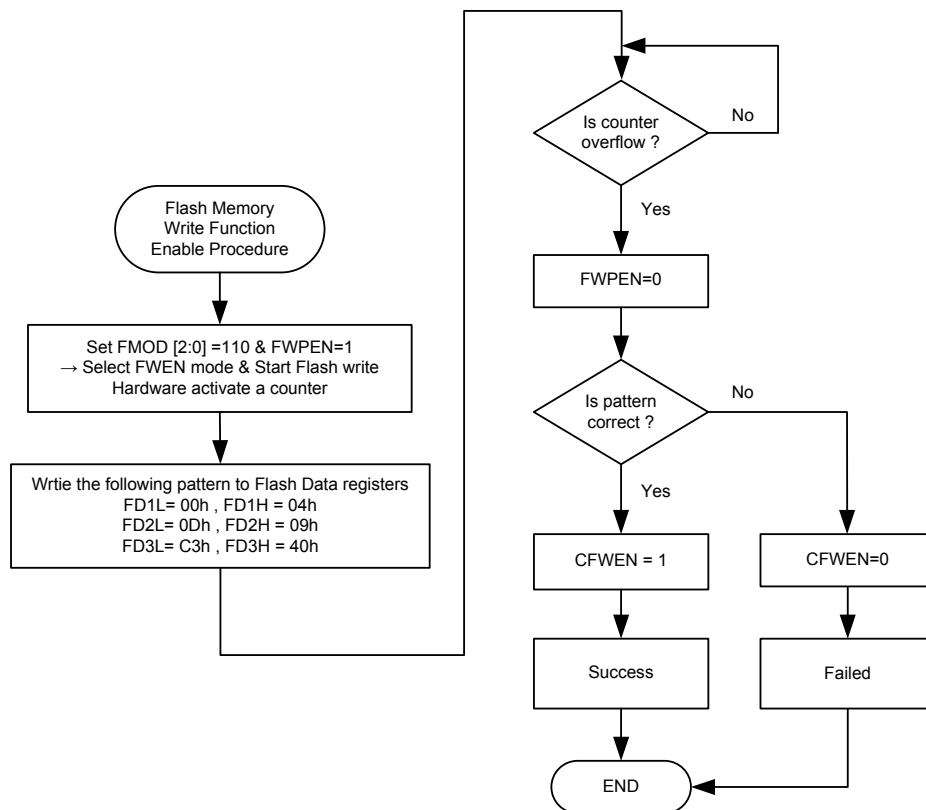 Flash Memory
Write Function
Enable Procedure
Set FMOD [2:0] =110 & FWPEN=1
→ Select FWEN mode & Start Flash write
Hardware activate a counter
Wrtie the following pattern to Flash Data registers
FD1L= 00h , FD1H = 04h
FD2L= 0Dh , FD2H = 09h
FD3L= C3h , FD3H = 40h
Is counter
overflow ?
No
Yes
FWPEN=0
Is pattern
correct ?
No
Yes
CFWEN = 1
CFWEN=0
Success
Failed
END